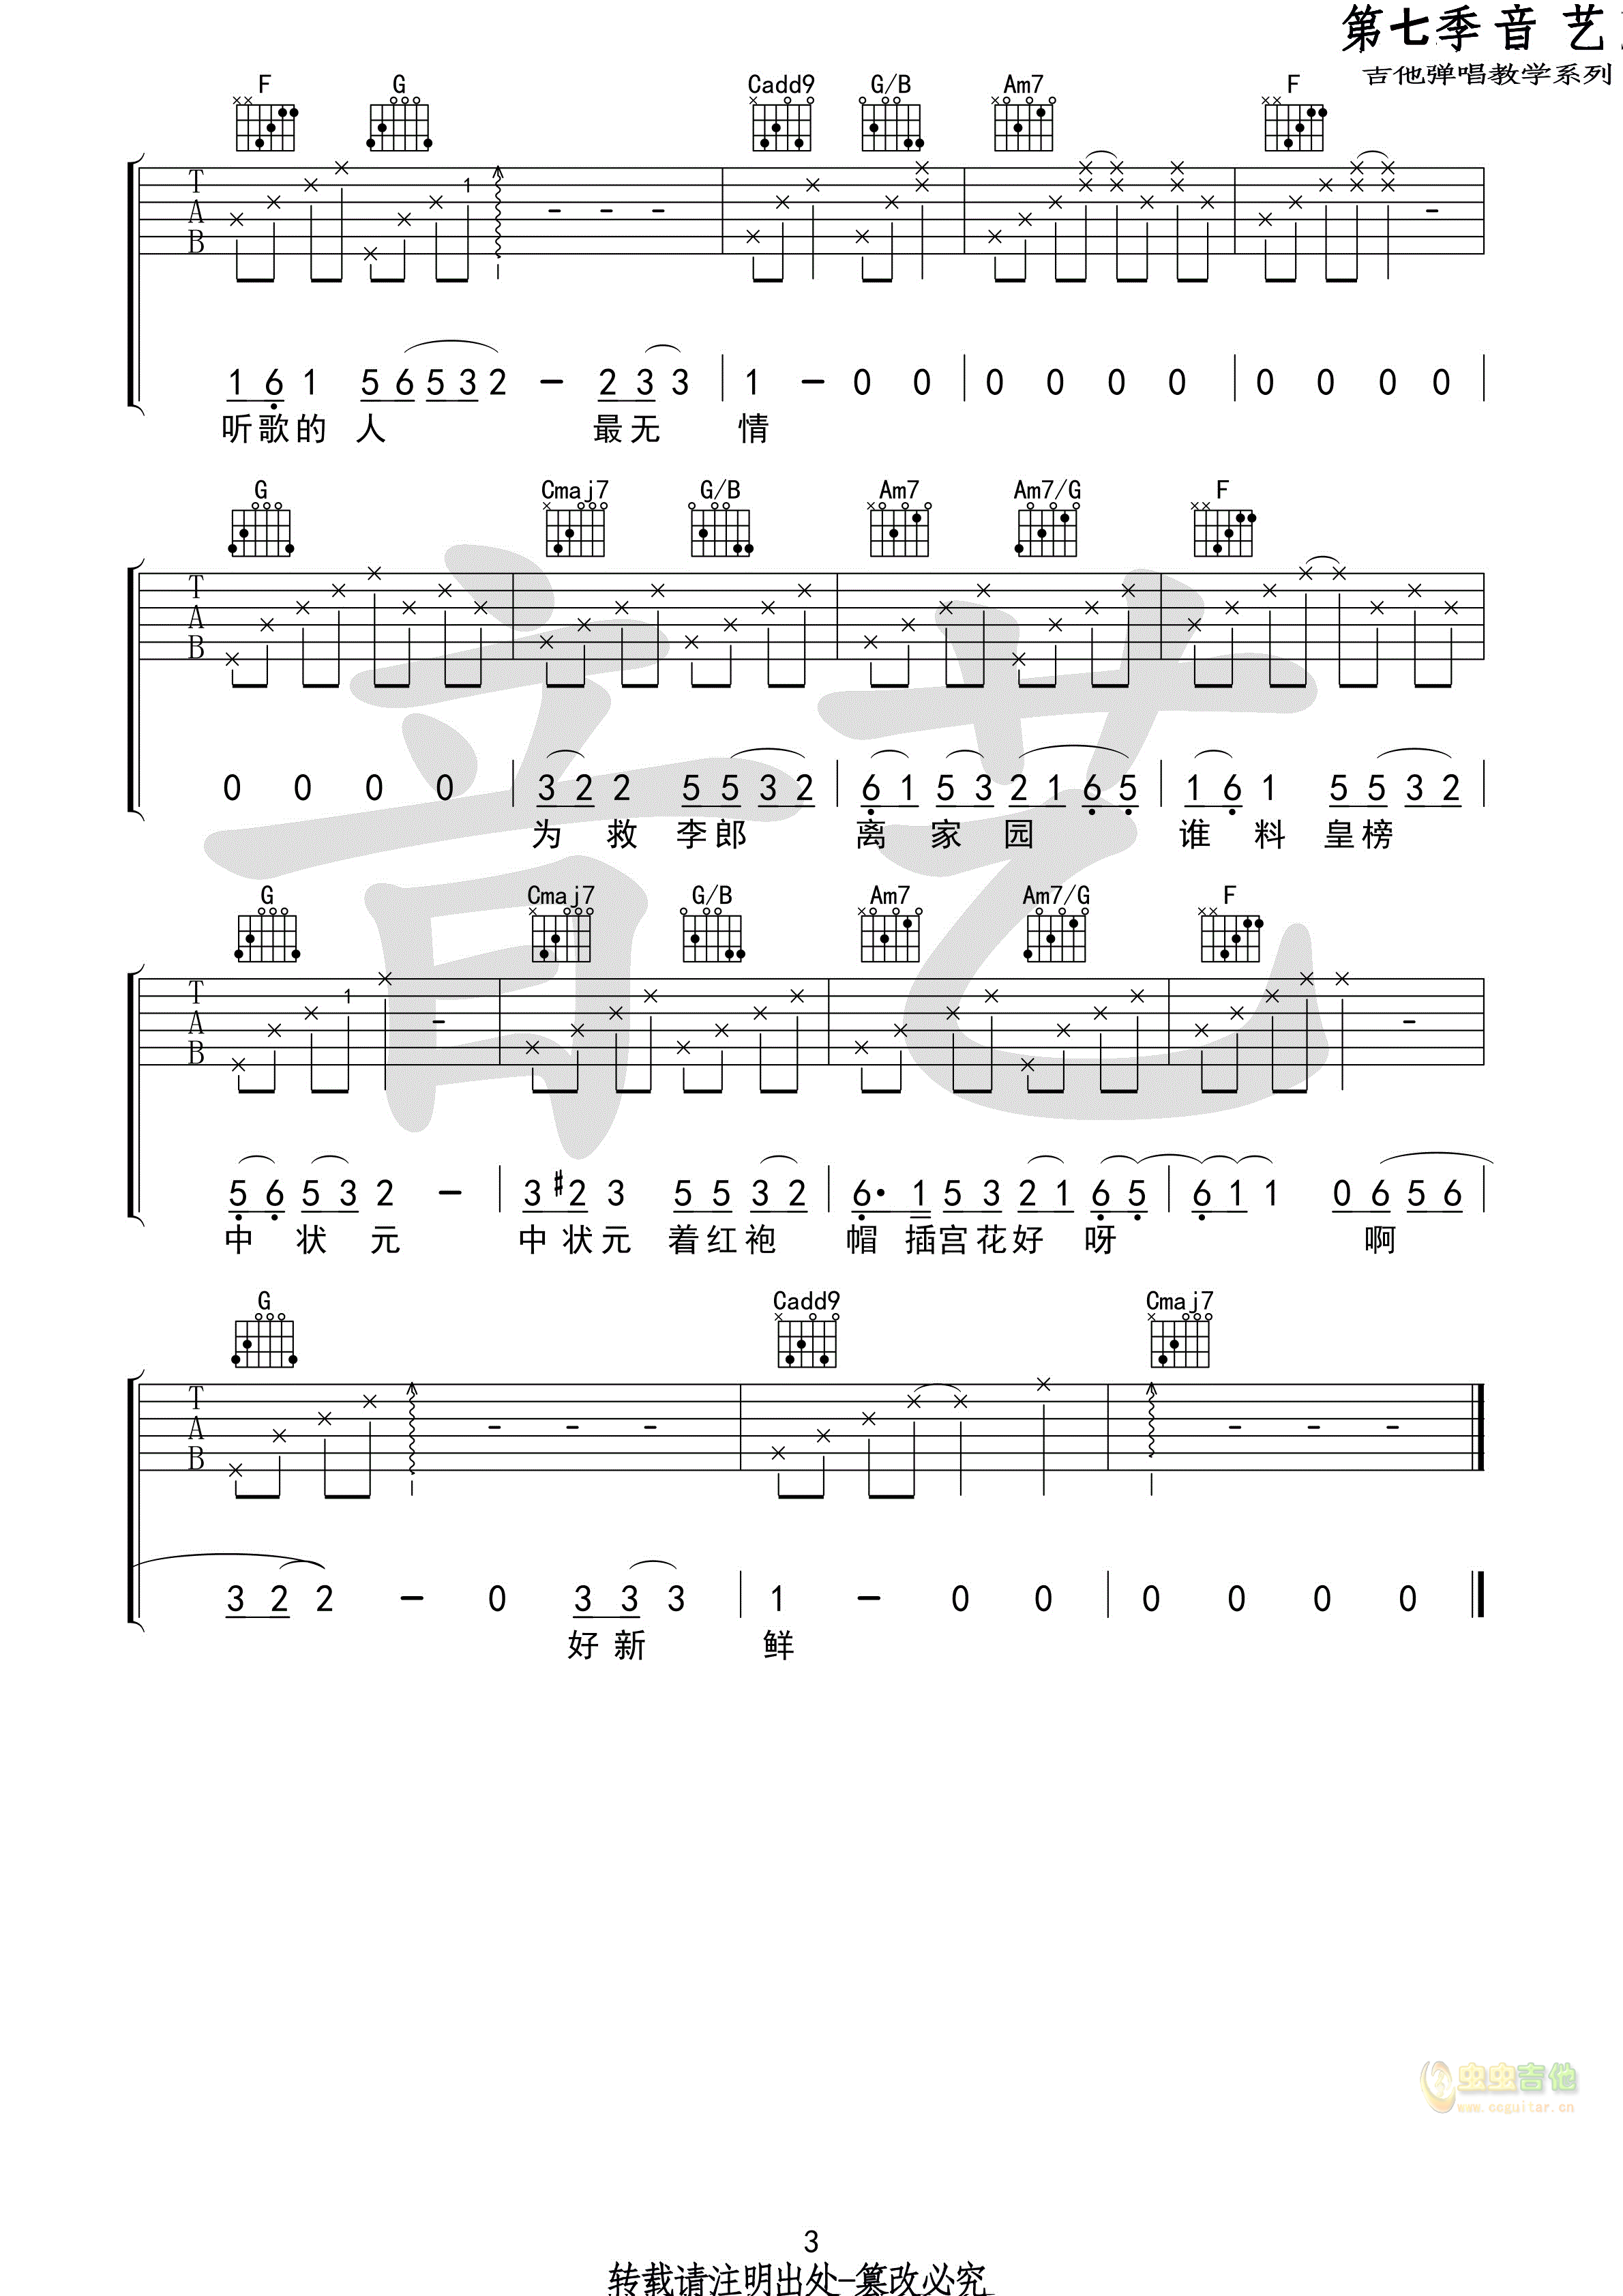 第七季音 艺
吉他弹唱教学系列
F G Cadd9 G/B Am7 F
T
A
B
1
1 6 1 5 6 5 3 2 - 2 3 3 1 - 0 0 0 0 0 0 0 0 0 0
听歌的 人 最无 情
G Cmaj7 G/B Am7 Am7/G F
T
A
B
0 0 0 0 3 2 2 5 5 3 2 6 1 5 3 2 1 6 5 1 6 1 5 5 3 2
为 救 李郎 离 家 园 谁 料 皇榜
G Cmaj7 G/B Am7 Am7/G F
T
A
B
1
5 6 5 3 2 - 3 #2 3 5 5 3 2 6· 1 5 3 2 1 6 5 6 1 1 0 6 5 6
中 状 元 中状元 着红袍 帽 插宫花好 呀 啊
G Cadd9 Cmaj7
T
A
B
3 2 2 - 0 3 3 3 1 - 0 0 0 0 0 0
好新 鲜
音艺
虫虫吉他
www.ccguitar.cn
3
转载请注明出处-篡改必究